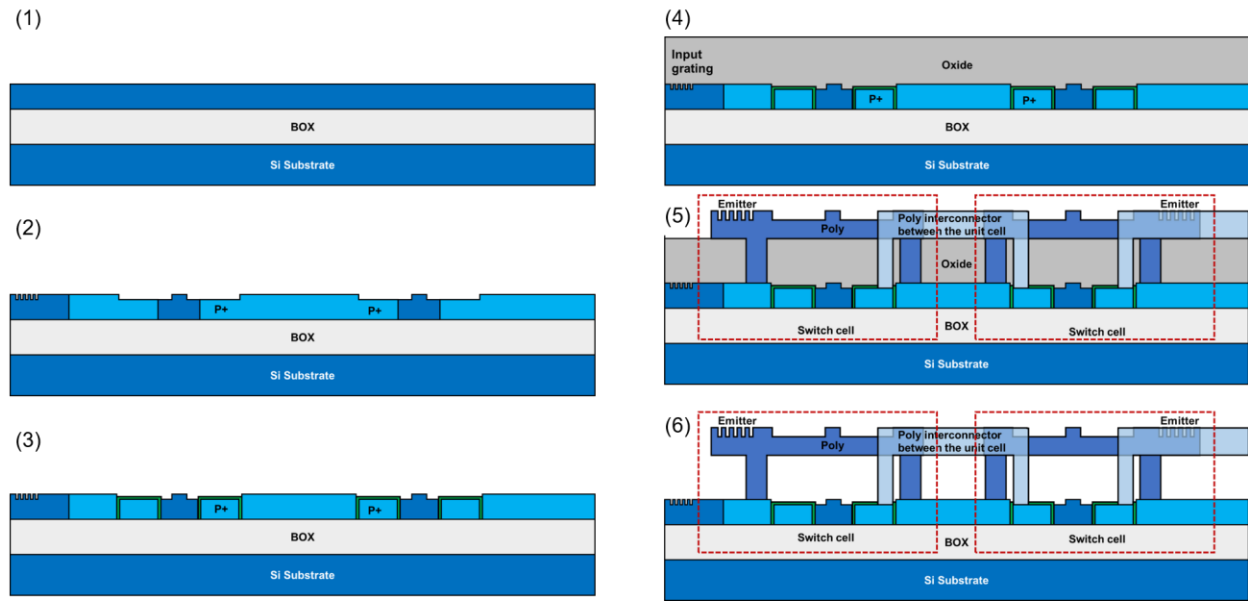 (1)
BOX
Si Substrate
(2)
P+
P+
BOX
Si Substrate
(3)
P+
P+
BOX
Si Substrate
(4)
Input
grating
Oxide
P+
P+
BOX
Si Substrate
(5)
Emitter
Emitter
Poly interconnector
between the unit cell
Poly
Oxide
Switch cell
BOX
Switch cell
Si Substrate
(6)
Emitter
Emitter
Poly interconnector
between the unit cell
Poly
Switch cell
BOX
Switch cell
Si Substrate